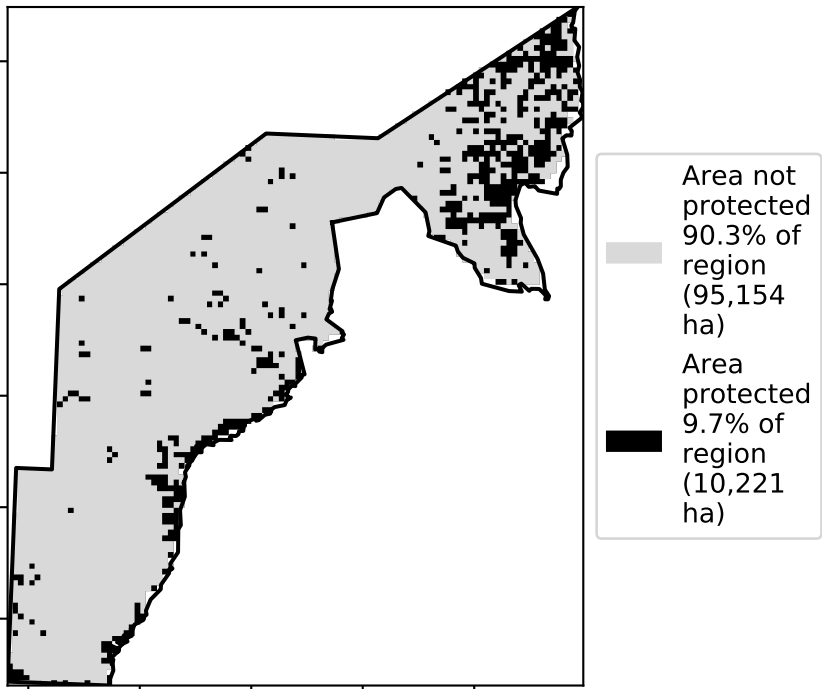 Area not
protected
90.3% of
region
(95,154
ha)
Area
protected
9.7% of
region
(10,221
ha)